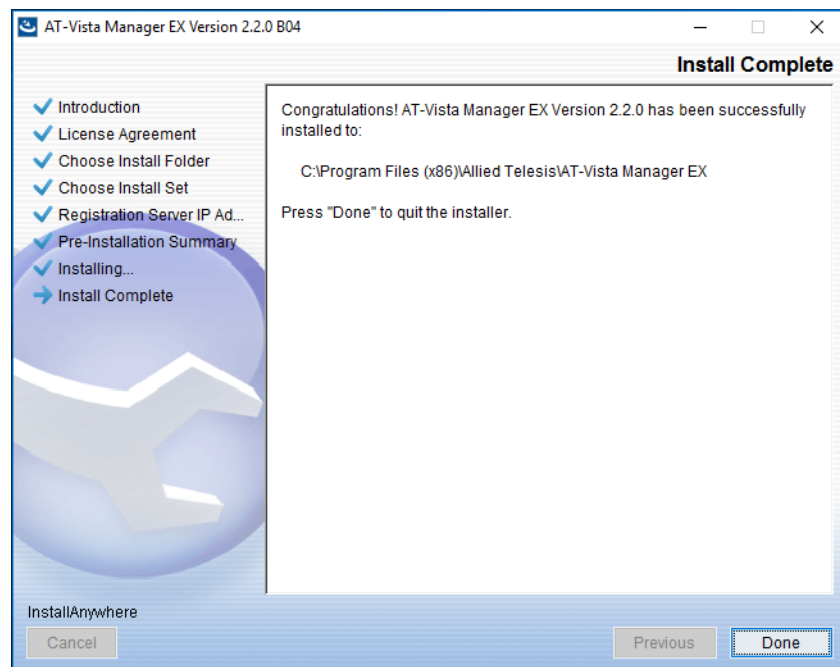 AT-Vista Manager EX Version 2.2.0 B04
Install Complete
Introduction
License Agreement
Choose Install Folder
Choose Install Set
Registration Server IP Ad...
Pre-Installation Summary
Installing...
Install Complete
Congratulations! AT-Vista Manager EX Version 2.2.0 has been successfully
installed to:
C:\Program Files (x86)\Allied Telesis\AT-Vista Manager EX
Press "Done" to quit the installer.
InstallAnywhere
Cancel
Previous
Done